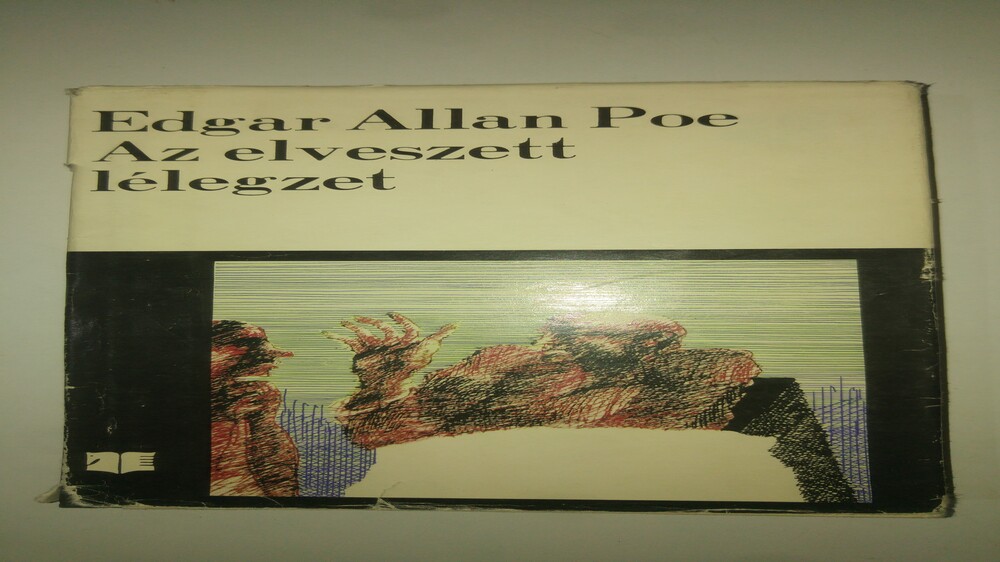 Edgar Allan Poe
Az elveszett
lélegzet